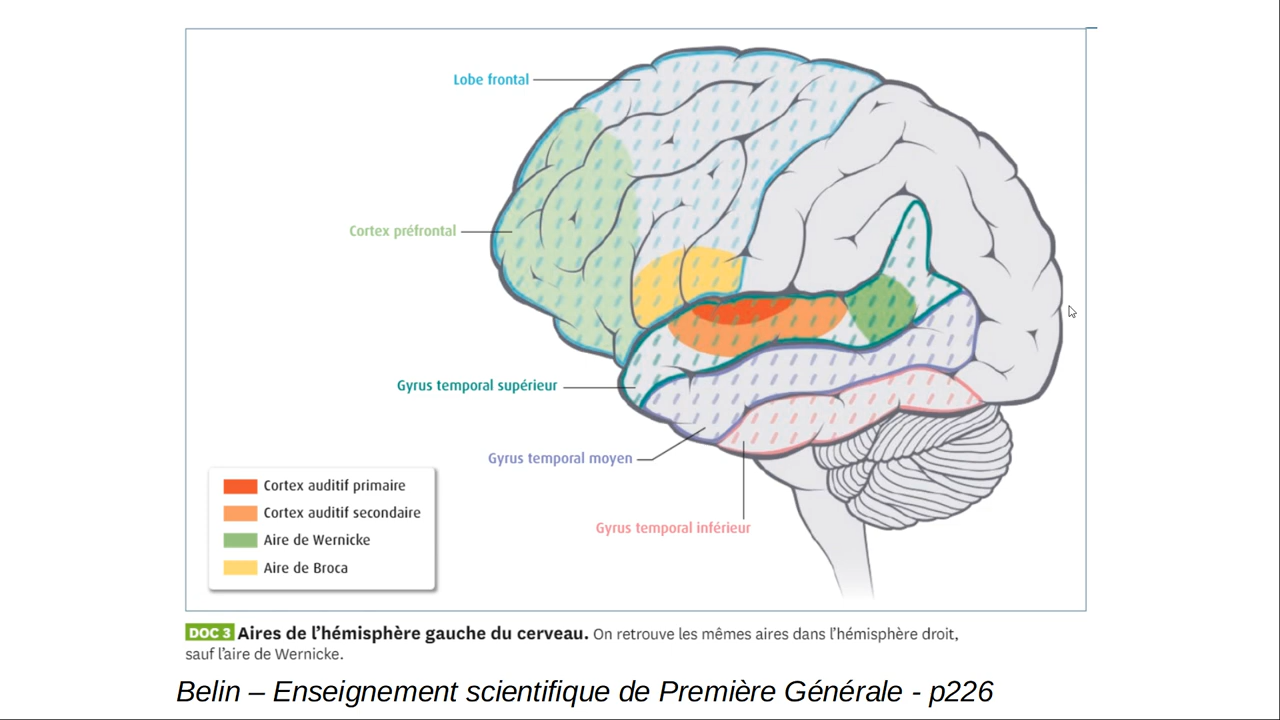 Lobe frontal
Cortex préfrontal
Gyrus temporal supérieur
Gyrus temporal moyen
Gyrus temporal inférieur
Cortex auditif primaire
Cortex auditif secondaire
Aire de Wernicke
Aire de Broca
DOC 3 Aires de l’hémisphère gauche du cerveau. On retrouve les mêmes aires dans l’hémisphère droit,
sauf l’aire de Wernicke.
Belin – Enseignement scientifique de Première Générale - p226